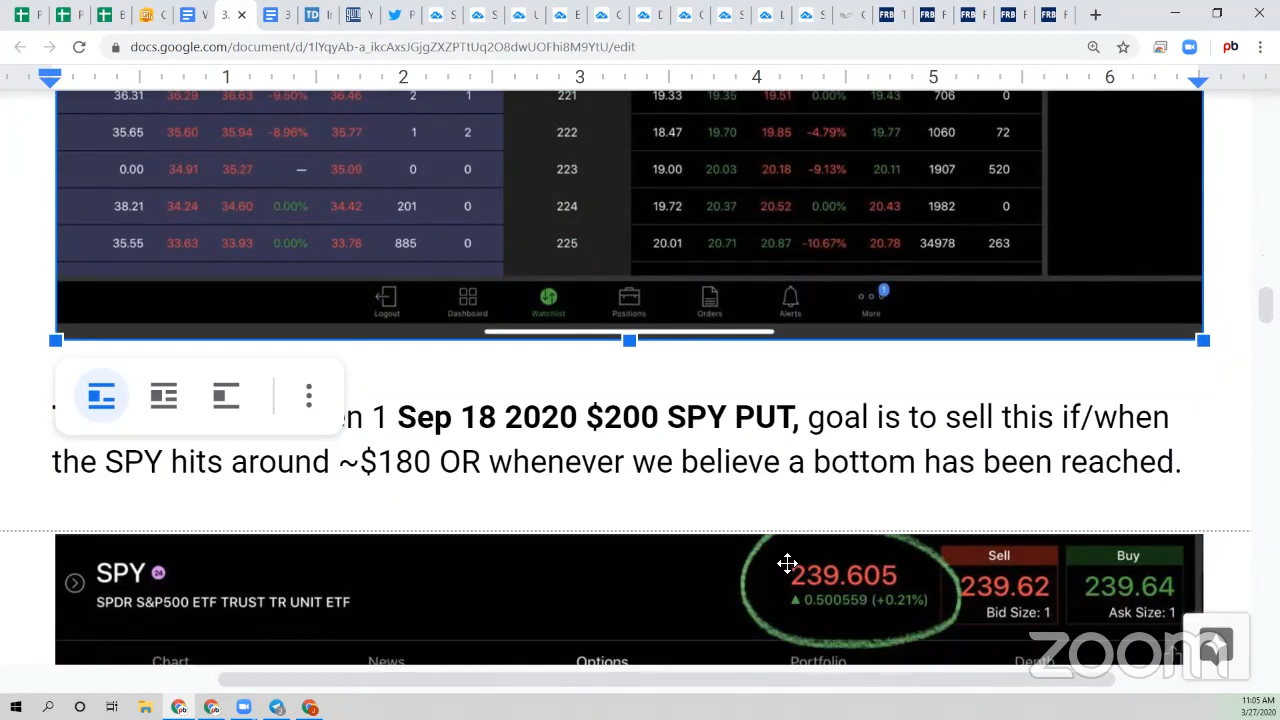 docs.google.com/document/d/1lYqyAb-a_ikcAxsJGjgZXZFTtUq2O8dwUOFhi8M9YtU/edit
1 2 3 4 5 6
36.31 36.29 36.63 -9.50% 36.46 2 1 221 19.33 19.35 19.51 0.00% 19.43 706 0
35.65 35.60 35.94 -8.96% 35.77 1 2 222 18.47 19.70 19.85 -4.79% 19.77 1060 72
0.00 34.91 35.27 — 35.09 0 0 223 19.00 20.03 20.18 -9.13% 20.11 1907 520
38.21 34.24 34.60 0.00% 34.42 201 0 224 19.72 20.37 20.52 0.00% 20.43 1982 0
35.55 33.63 33.93 0.00% 33.78 885 0 225 20.01 20.71 20.87 -10.67% 20.78 34978 263
Logout Dashboard Watchlist Positions Orders Alerts More 1
1 Sep 18 2020 $200 SPY PUT, goal is to sell this if/when
the SPY hits around ~$180 OR whenever we believe a bottom has been reached.
SPY 24
SPDR S&P500 ETF TRUST TR UNIT ETF
239.605
▲ 0.500559 (+0.21%)
Sell
239.62
Bid Size: 1
Buy
239.64
Ask Size: 1
Chart News Options Portfolio
zoom
11:05 AM
3/27/2020